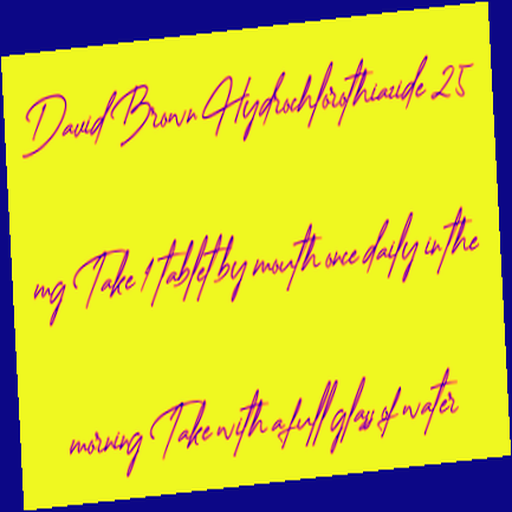 David Brown Hydrochlorothiazide 25
mg Take 1 tablet by mouth once daily in the
morning Take with a full glass of water